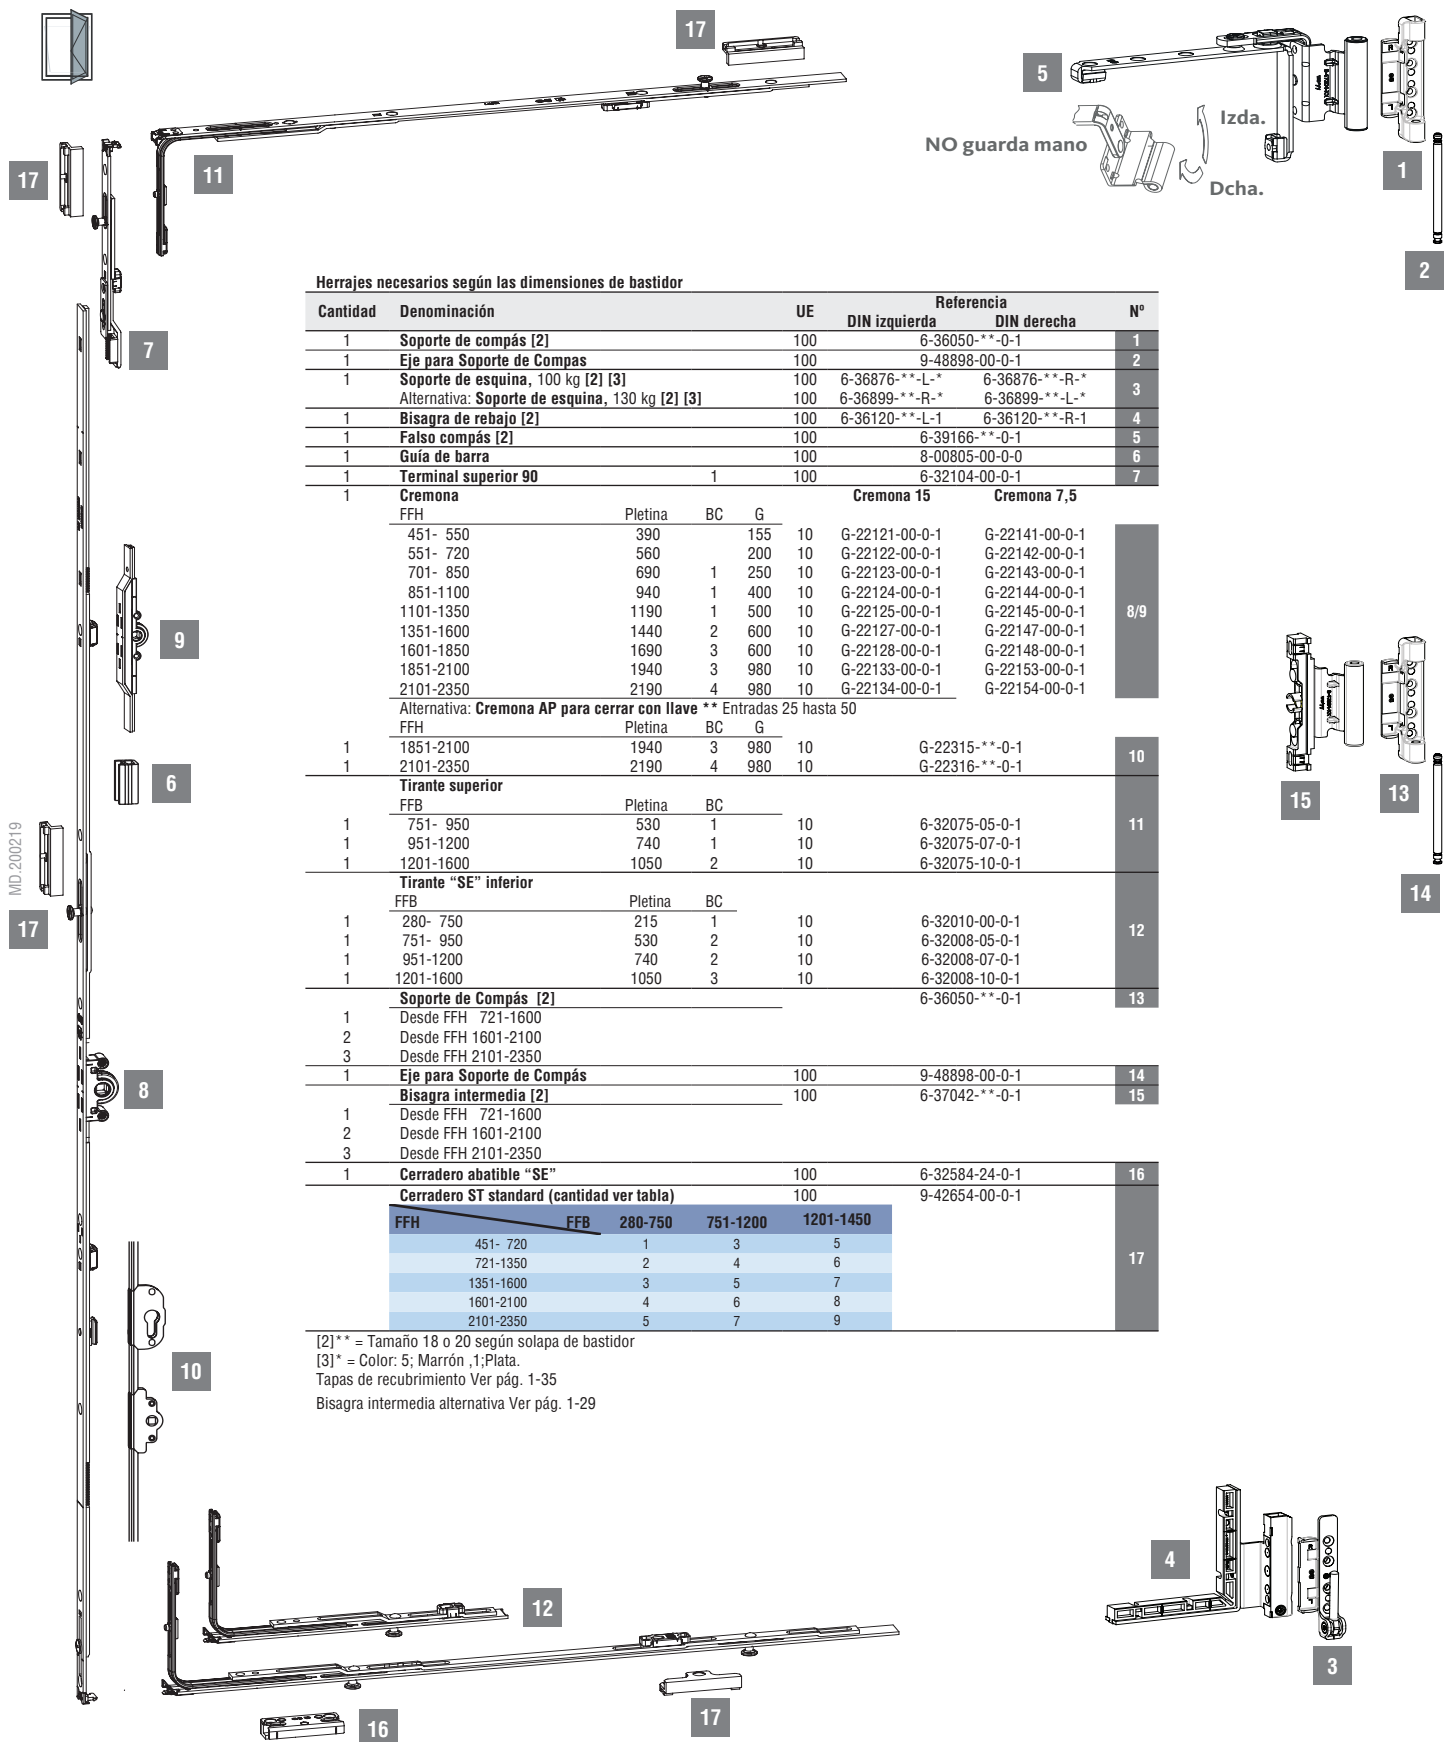 17
5
Izda.
NO guarda mano
Dcha.
1
2
17
11
7
Herrajes necesarios según las dimensiones de bastidor
Cantidad Denominación UE Referencia Nº
DIN izquierda DIN derecha
1 Soporte de compás [2] 100 6-36050-**-0-1 1
1 Eje para Soporte de Compas 100 9-48898-00-0-1 2
1 Soporte de esquina, 100 kg [2] [3] 100 6-36876-**-L-* 6-36876-**-R-* 3
Alternativa: Soporte de esquina, 130 kg [2] [3] 100 6-36899-**-R-* 6-36899-**-L-*
1 Bisagra de rebajo [2] 100 6-36120-**-L-1 6-36120-**-R-1 4
1 Falso compás [2] 100 6-39166-**-0-1 5
1 Guía de barra 100 8-00805-00-0-0 6
1 Terminal superior 90 1 100 6-32104-00-0-1 7
1 Cremona Cremona 15 Cremona 7,5
FFH Pletina BC G
451- 550 390 155 10 G-22121-00-0-1 G-22141-00-0-1
551- 720 560 200 10 G-22122-00-0-1 G-22142-00-0-1
701- 850 690 1 250 10 G-22123-00-0-1 G-22143-00-0-1
851-1100 940 1 400 10 G-22124-00-0-1 G-22144-00-0-1
1101-1350 1190 1 500 10 G-22125-00-0-1 G-22145-00-0-1 8/9
1351-1600 1440 2 600 10 G-22127-00-0-1 G-22147-00-0-1
1601-1850 1690 3 600 10 G-22128-00-0-1 G-22148-00-0-1
1851-2100 1940 3 980 10 G-22133-00-0-1 G-22153-00-0-1
2101-2350 2190 4 980 10 G-22134-00-0-1 G-22154-00-0-1
Alternativa: Cremona AP para cerrar con llave ** Entradas 25 hasta 50
FFH Pletina BC G
1 1851-2100 1940 3 980 10 G-22315-**-0-1 10
1 2101-2350 2190 4 980 10 G-22316-**-0-1
Tirante superior
FFB Pletina BC
1 751- 950 530 1 10 6-32075-05-0-1 11
1 951-1200 740 1 10 6-32075-07-0-1
1 1201-1600 1050 2 10 6-32075-10-0-1
Tirante “SE” inferior
FFB Pletina BC
1 280- 750 215 1 10 6-32010-00-0-1 12
1 751- 950 530 2 10 6-32008-05-0-1
1 951-1200 740 2 10 6-32008-07-0-1
1 1201-1600 1050 3 10 6-32008-10-0-1
Soporte de Compás [2] 6-36050-**-0-1 13
1 Desde FFH 721-1600
2 Desde FFH 1601-2100
3 Desde FFH 2101-2350
1 Eje para Soporte de Compás 100 9-48898-00-0-1 14
Bisagra intermedia [2] 100 6-37042-**-0-1 15
1 Desde FFH 721-1600
2 Desde FFH 1601-2100
3 Desde FFH 2101-2350
1 Cerradero abatible “SE” 100 6-32584-24-0-1 16
Cerradero ST standard (cantidad ver tabla) 100 9-42654-00-0-1
FFH FFB 280-750 751-1200 1201-1450
451- 720 1 3 5
721-1350 2 4 6 17
1351-1600 3 5 7
1601-2100 4 6 8
2101-2350 5 7 9
[2]** = Tamaño 18 o 20 según solapa de bastidor
[3]* = Color: 5; Marrón ,1;Plata.
Tapas de recubrimiento Ver pág. 1-35
Bisagra intermedia alternativa Ver pág. 1-29
9
6
MD.200219
17
8
10
15
13
14
12
4
3
17
16